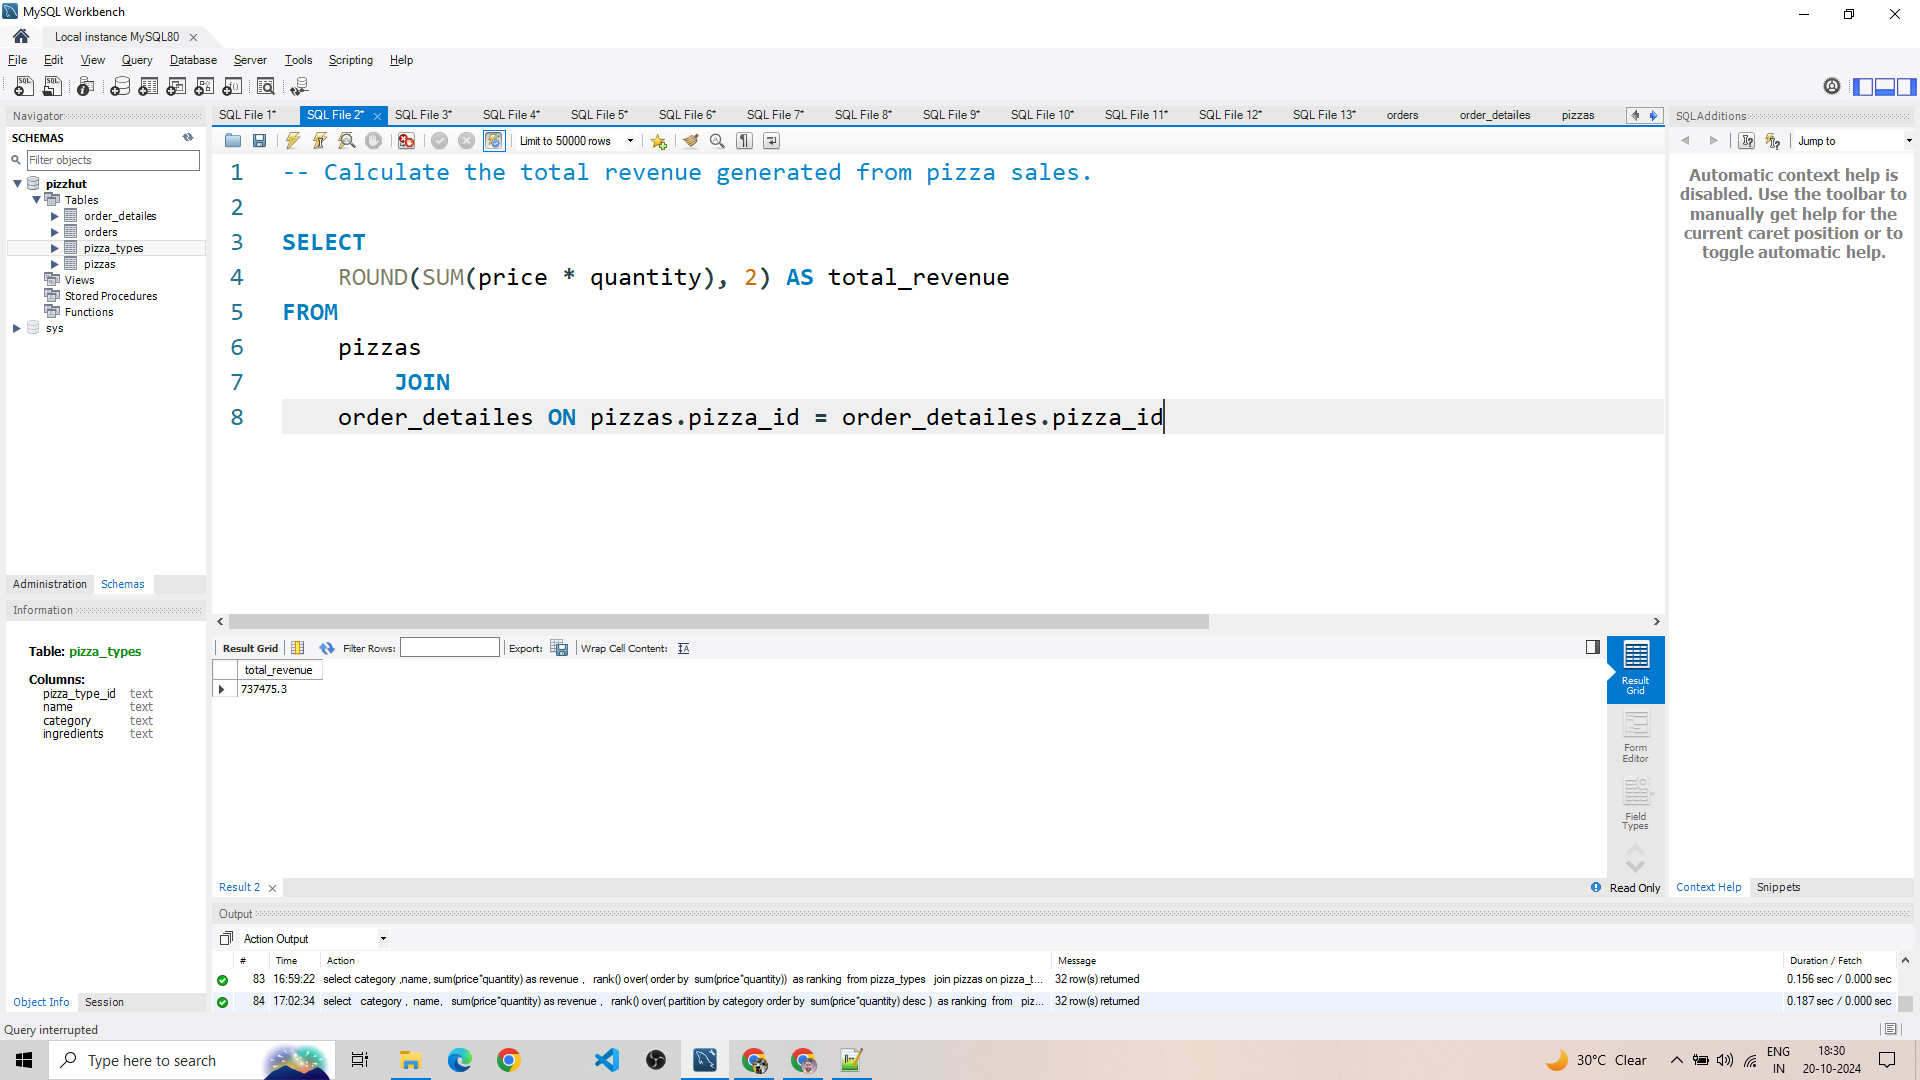 MySQL Workbench
Local instance MySQL80
File Edit View Query Database Server Tools Scripting Help
Navigator
SCHEMAS
Filter objects
pizzhut
Tables
order_detailes
orders
pizza_types
pizzas
Views
Stored Procedures
Functions
sys
Administration Schemas
Information
Table: pizza_types
Columns:
pizza_type_id text
name text
category text
ingredients text
Object Info Session
SQL File 1* SQL File 2* SQL File 3* SQL File 4* SQL File 5* SQL File 6* SQL File 7* SQL File 8* SQL File 9* SQL File 10* SQL File 11* SQL File 12* SQL File 13* orders order_detailes pizzas
Limit to 50000 rows
1 -- Calculate the total revenue generated from pizza sales.
2
3 SELECT
4 ROUND(SUM(price * quantity), 2) AS total_revenue
5 FROM
6 pizzas
7 JOIN
8 order_detailes ON pizzas.pizza_id = order_detailes.pizza_id
Result Grid Filter Rows: Export: Wrap Cell Content:
total_revenue
737475.3
Result Grid
Form Editor
Field Types
Result 2
Read Only
SQLAdditions
Jump to
Automatic context help is
disabled. Use the toolbar to
manually get help for the
current caret position or to
toggle automatic help.
Context Help Snippets
Output
Action Output
# Time Action Message Duration / Fetch
83 16:59:22 select category ,name, sum(price*quantity) as revenue , rank() over( order by sum(price*quantity)) as ranking from pizza_types join pizzas on pizza_t... 32 row(s) returned 0.156 sec / 0.000 sec
84 17:02:34 select category , name, sum(price*quantity) as revenue , rank() over( partition by category order by sum(price*quantity) desc ) as ranking from piz... 32 row(s) returned 0.187 sec / 0.000 sec
Query interrupted
Type here to search
30°C Clear
ENG
IN
18:30
20-10-2024